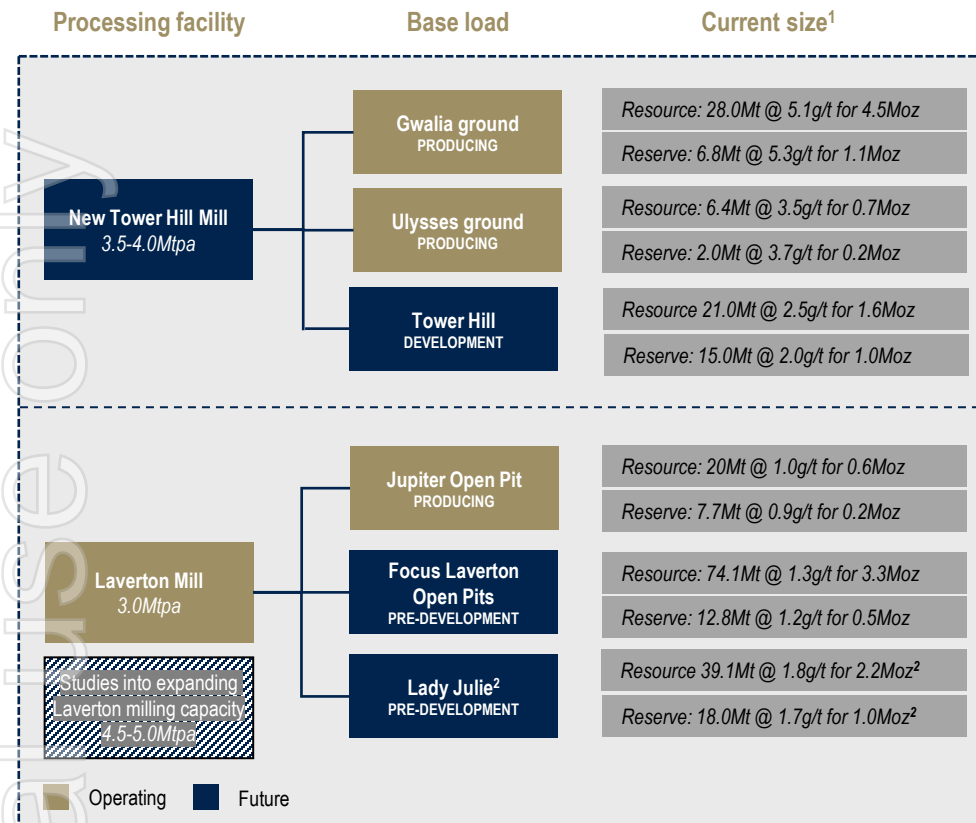 Processing facility
Base load
Current size1
New Tower Hill Mill
3.5-4.0Mtpa
Gwalia ground
PRODUCING
Resource: 28.0Mt @ 5.1g/t for 4.5Moz
Reserve: 6.8Mt @ 5.3g/t for 1.1Moz
Ulysses ground
PRODUCING
Resource: 6.4Mt @ 3.5g/t for 0.7Moz
Reserve: 2.0Mt @ 3.7g/t for 0.2Moz
Tower Hill
DEVELOPMENT
Resource 21.0Mt @ 2.5g/t for 1.6Moz
Reserve: 15.0Mt @ 2.0g/t for 1.0Moz
Laverton Mill
3.0Mtpa
Studies into expanding
Laverton milling capacity
4.5-5.0Mtpa
Jupiter Open Pit
PRODUCING
Resource: 20Mt @ 1.0g/t for 0.6Moz
Reserve: 7.7Mt @ 0.9g/t for 0.2Moz
Focus Laverton
Open Pits
PRE-DEVELOPMENT
Resource: 74.1Mt @ 1.3g/t for 3.3Moz
Reserve: 12.8Mt @ 1.2g/t for 0.5Moz
Lady Julie2
PRE-DEVELOPMENT
Resource 39.1Mt @ 1.8g/t for 2.2Moz2
Reserve: 18.0Mt @ 1.7g/t for 1.0Moz2
Operating
Future
al use only